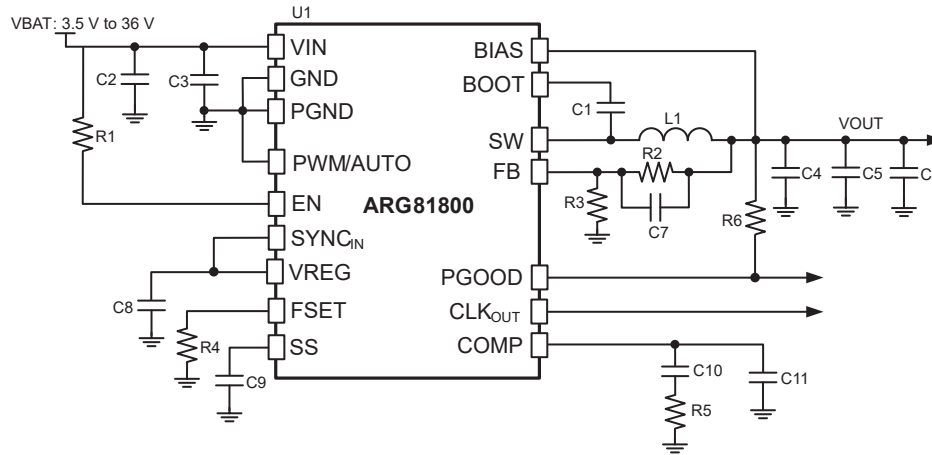 U1
VBAT: 3.5 V to 36 V
VIN
BIAS
GND
BOOT
C2
C3
C1
PGND
L1
R1
SW
VOUT
PWM/AUTO
R2
FB
C4
C5
C
EN
ARG81800
R3
C7
R6
SYNCIN
VREG
PGOOD
C8
FSET
CLKOUT
R4
SS
COMP
C9
C10
C11
R5